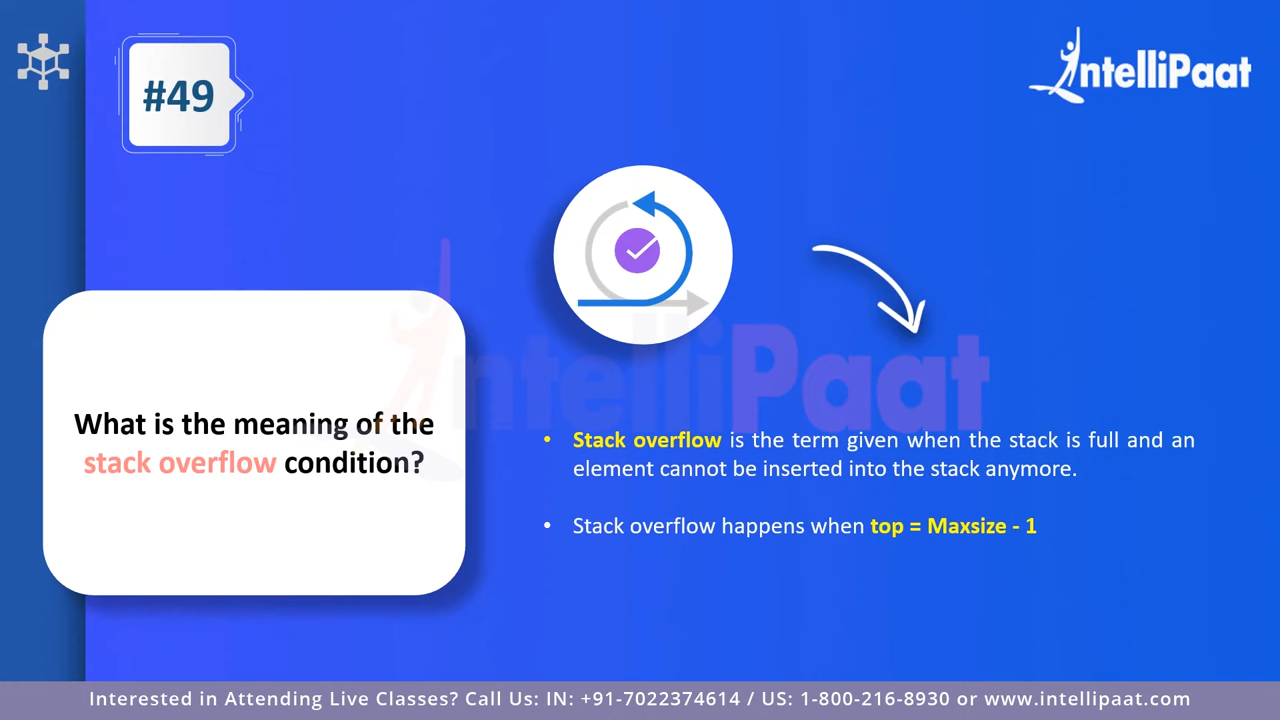 #49
IntelliPaat
What is the meaning of the
stack overflow condition?
IntelliPaat
• Stack overflow is the term given when the stack is full and an
element cannot be inserted into the stack anymore.
• Stack overflow happens when top = Maxsize - 1
Interested in Attending Live Classes? Call Us: IN: +91-7022374614 / US: 1-800-216-8930 or www.intellipaat.com